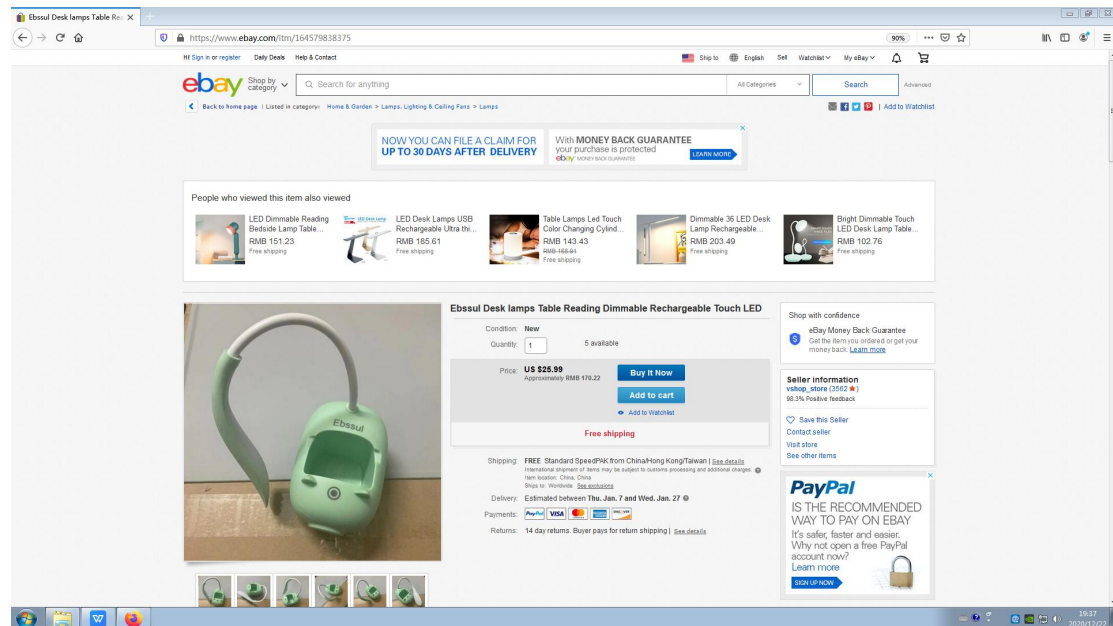 Ebssul Desk lamps Table Rea
https://www.ebay.com/itm/164579838375
90%
Hi! Sign in or register Daily Deals Help & Contact
Ship to English Sell Watchlist My eBay
ebay Shop by category
Search for anything
All Categories
Search
Advanced
Back to home page | Listed in category: Home & Garden > Lamps, Lighting & Ceiling Fans > Lamps
| Add to Watchlist
NOW YOU CAN FILE A CLAIM FOR
UP TO 30 DAYS AFTER DELIVERY
With MONEY BACK GUARANTEE
your purchase is protected
ebay MONEY BACK GUARANTEE
LEARN MORE
People who viewed this item also viewed
LED Dimmable Reading
Bedside Lamp Table...
RMB 151.23
Free shipping
LED Desk Lamp
LED Desk Lamps USB
Rechargeable Ultra thi...
RMB 185.61
Free shipping
Table Lamps Led Touch
Color Changing Cylind...
RMB 143.43
Free shipping
Dimmable 36 LED Desk
Lamp Rechargeable...
RMB 203.49
Free shipping
Bright Dimmable Touch
LED Desk Lamp Table...
RMB 102.76
Free shipping
Ebssul
Ebssul Desk lamps Table Reading Dimmable Rechargeable Touch LED
Condition: New
Quantity: 1 5 available
Price: US $25.99
Approximately RMB 170.22
Buy It Now
Add to cart
Add to Watchlist
Free shipping
Shipping: FREE Standard SpeedPAK from China/Hong Kong/Taiwan | See details
International shipment of items may be subject to customs processing and additional charges.
Item location: China, China
Ships to: Worldwide See exclusions
Delivery: Estimated between Thu. Jan. 7 and Wed. Jan. 27
Payments: PayPal VISA
Returns: 14 day returns. Buyer pays for return shipping | See details
Shop with confidence
eBay Money Back Guarantee
Get the item you ordered or get your
money back. Learn more
Seller information
vshop_store (3562)
98.3% Positive feedback
Save this Seller
Contact seller
Visit store
See other items
PayPal
IS THE RECOMMENDED
WAY TO PAY ON EBAY
It's safer, faster and easier.
Why not open a free PayPal
account now?
Learn more
SIGN UP NOW
19:37
2020/12/22